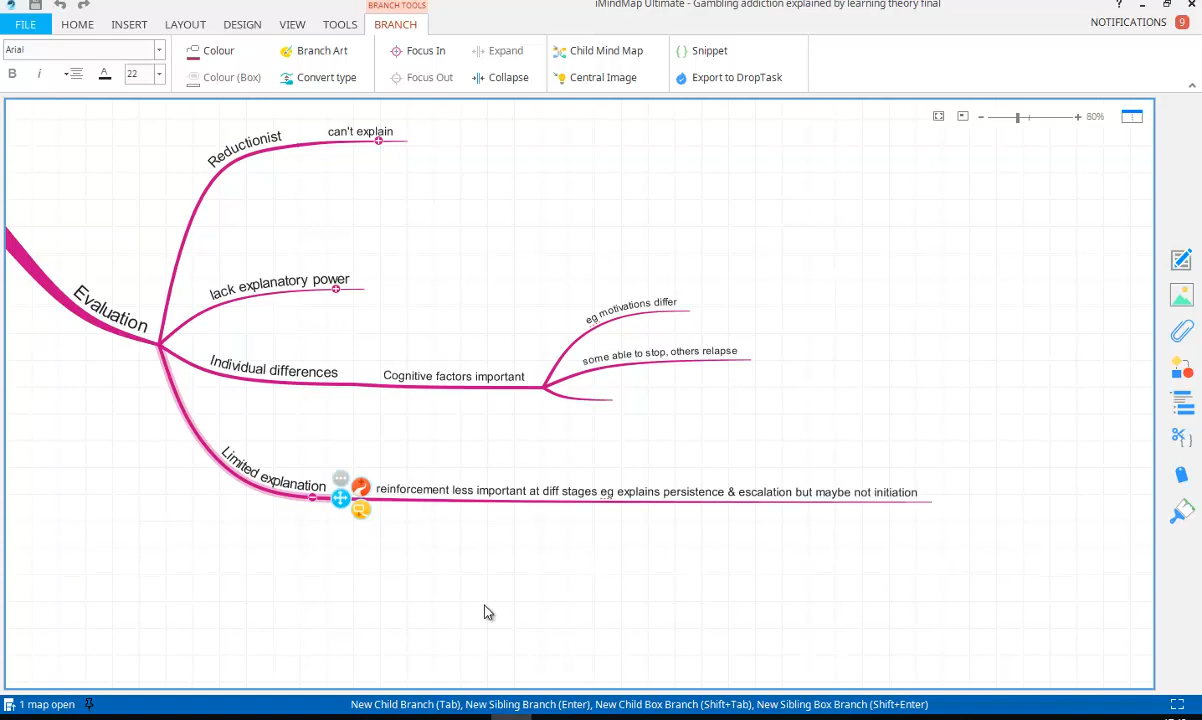 BRANCH TOOLS
iMindMap Ultimate - Gambling addiction explained by learning theory final
?
FILE HOME INSERT LAYOUT DESIGN VIEW TOOLS BRANCH
NOTIFICATIONS 9
Arial
Colour
Branch Art
Focus In
Expand
Child Mind Map
Snippet
B i A 22
Colour (Box)
Convert type
Focus Out
Collapse
Central Image
Export to DropTask
80%
Evaluation
Reductionist
can't explain
lack explanatory power
Individual differences
Cognitive factors important
eg motivations differ
some able to stop, others relapse
Limited explanation
reinforcement less important at diff stages eg explains persistence & escalation but maybe not initiation
1 map open
New Child Branch (Tab), New Sibling Branch (Enter), New Child Box Branch (Shift+Tab), New Sibling Box Branch (Shift+Enter)